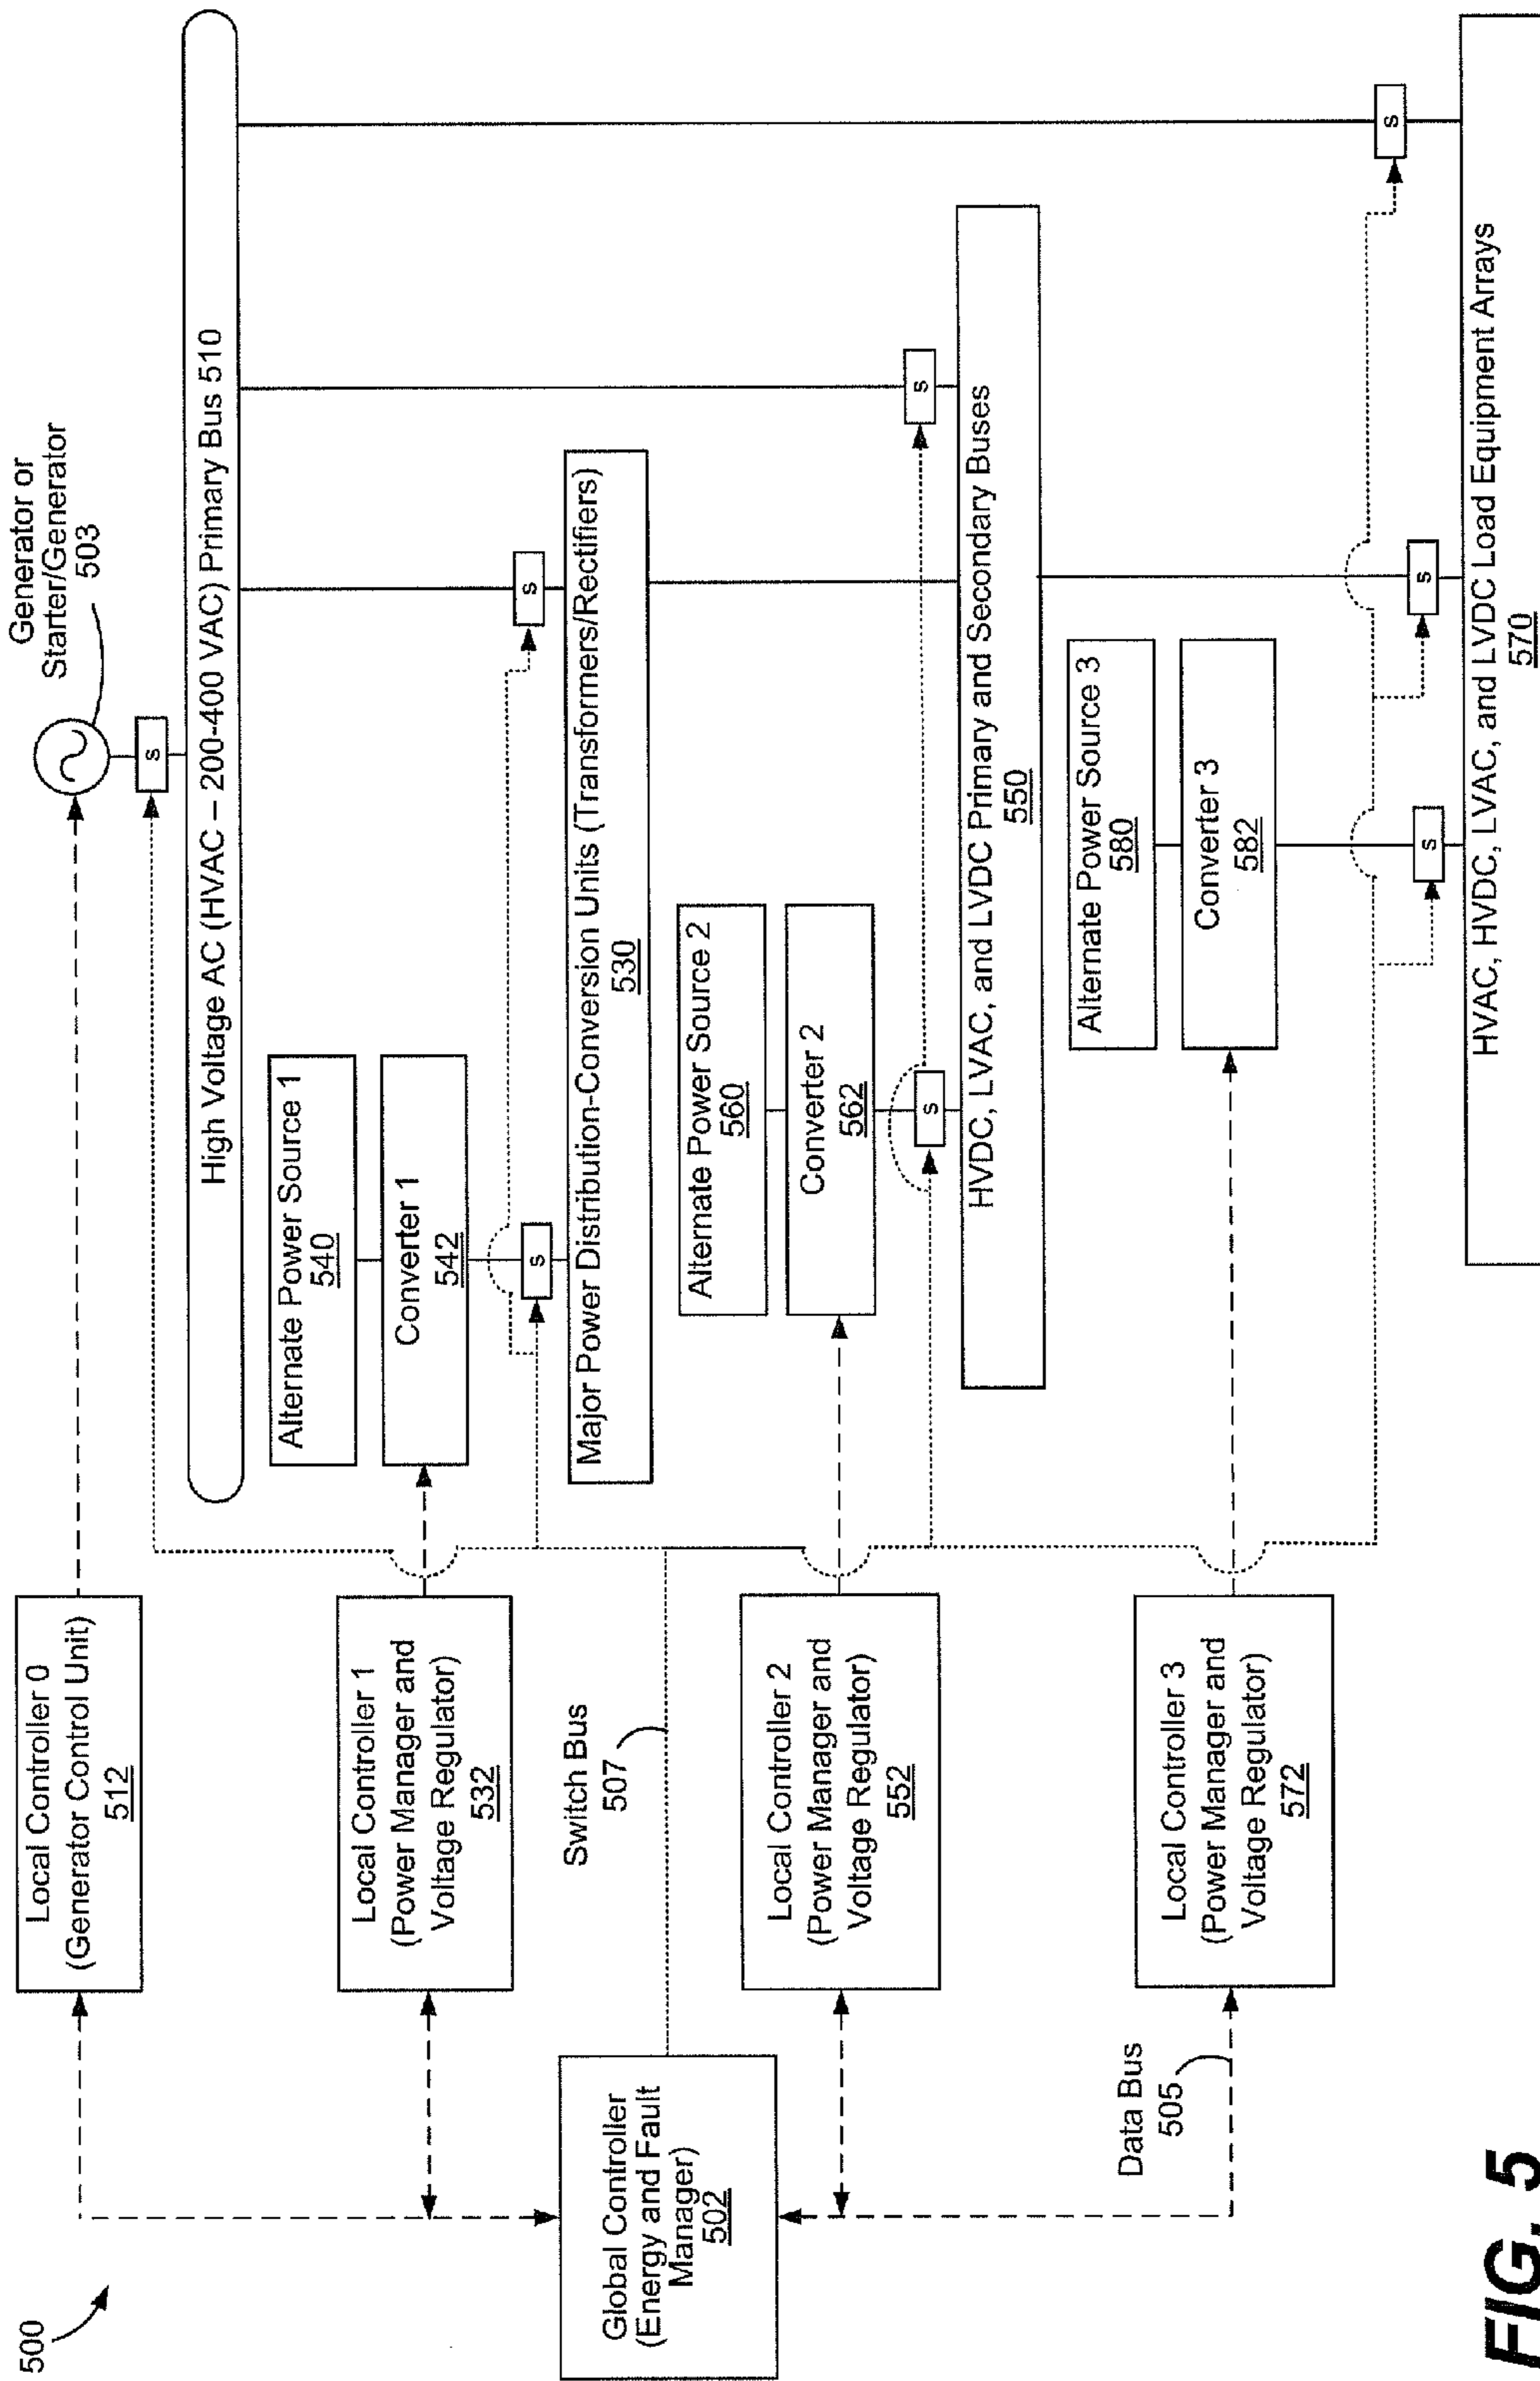 500
Global Controller
(Energy and Fault
Manager)
502
Data Bus
505
Switch Bus
507
Local Controller 0
(Generator Control Unit)
512
Local Controller 1
(Power Manager and
Voltage Regulator)
532
Local Controller 2
(Power Manager and
Voltage Regulator)
552
Local Controller 3
(Power Manager and
Voltage Regulator)
572
Generator or
Starter/Generator
503
s
High Voltage AC (HVAC – 200-400 VAC) Primary Bus 510
Alternate Power Source 1
540
Converter 1
542
s
s
Major Power Distribution-Conversion Units (Transformers/Rectifiers)
530
Alternate Power Source 2
560
Converter 2
562
s
s
HVDC, LVAC, and LVDC Primary and Secondary Buses
550
Alternate Power Source 3
580
Converter 3
582
s
s
s
HVAC, HVDC, LVAC, and LVDC Load Equipment Arrays
570
FIG. 5